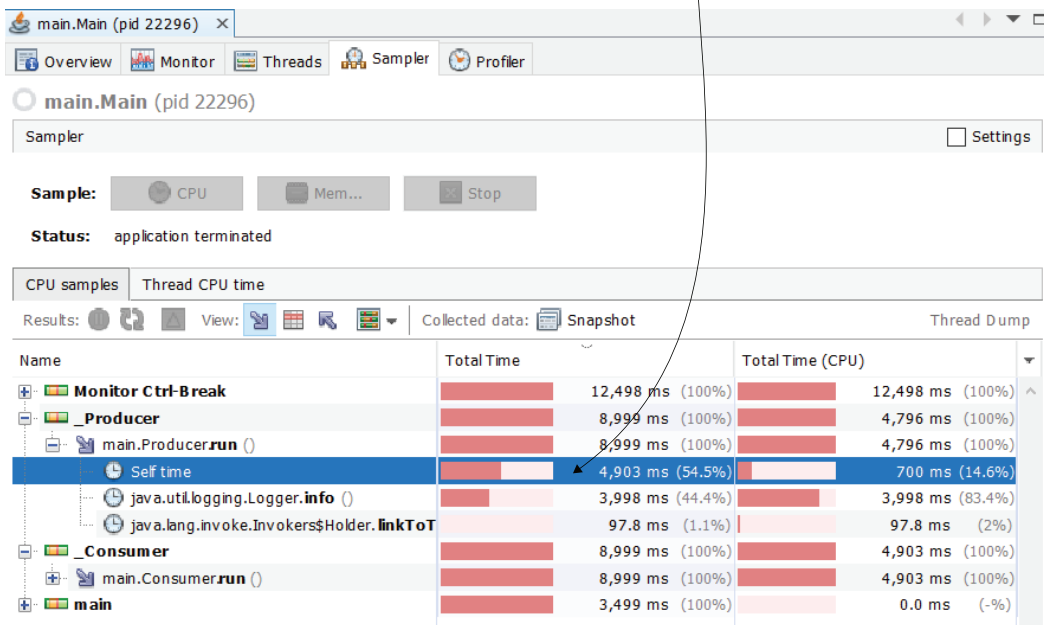 main.Main (pid 22296)
Overview Monitor Threads Sampler Profiler
main.Main (pid 22296)
Sampler Settings
Sample: CPU Mem... Stop
Status: application terminated
CPU samples Thread CPU time
Results: View: Collected data: Snapshot Thread Dump
Name Total Time Total Time (CPU)
Monitor Ctrl-Break 12,498 ms (100%) 12,498 ms (100%)
_Producer 8,999 ms (100%) 4,796 ms (100%)
main.Producer.run () 8,999 ms (100%) 4,796 ms (100%)
Self time 4,903 ms (54.5%) 700 ms (14.6%)
java.util.logging.Logger.info () 3,998 ms (44.4%) 3,998 ms (83.4%)
java.lang.invoke.Invokers$Holder.linkToT 97.8 ms (1.1%) 97.8 ms (2%)
_Consumer 8,999 ms (100%) 4,903 ms (100%)
main.Consumer.run () 8,999 ms (100%) 4,903 ms (100%)
main 3,499 ms (100%) 0.0 ms (-%)